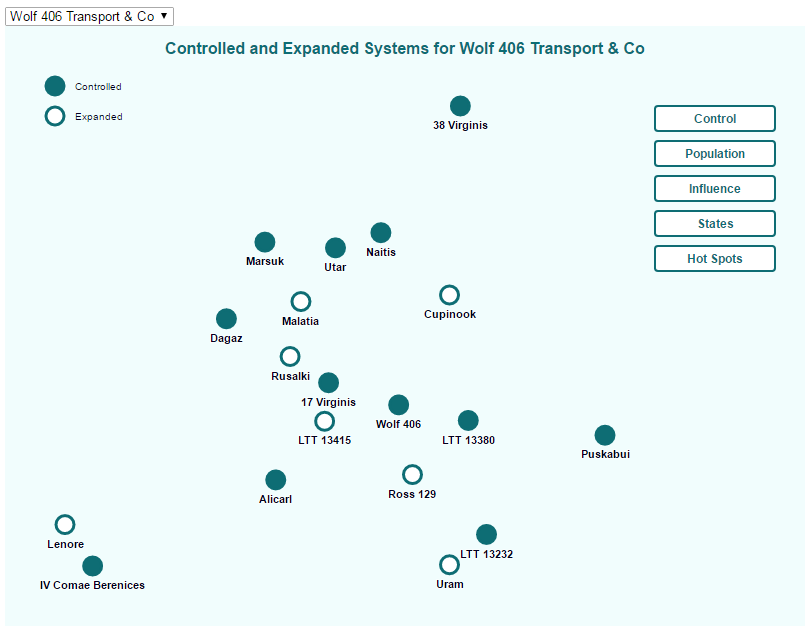 Wolf 406 Transport & Co
Controlled and Expanded Systems for Wolf 406 Transport & Co
Controlled
Expanded
38 Virginis
Control
Population
Influence
States
Hot Spots
Naitis
Marsuk
Utar
Cupinook
Malatia
Dagaz
Rusalki
17 Virginis
Wolf 406
LTT 13415
LTT 13380
Puskabui
Ross 129
Alicarl
Lenore
LTT 13232
IV Comae Berenices
Uram